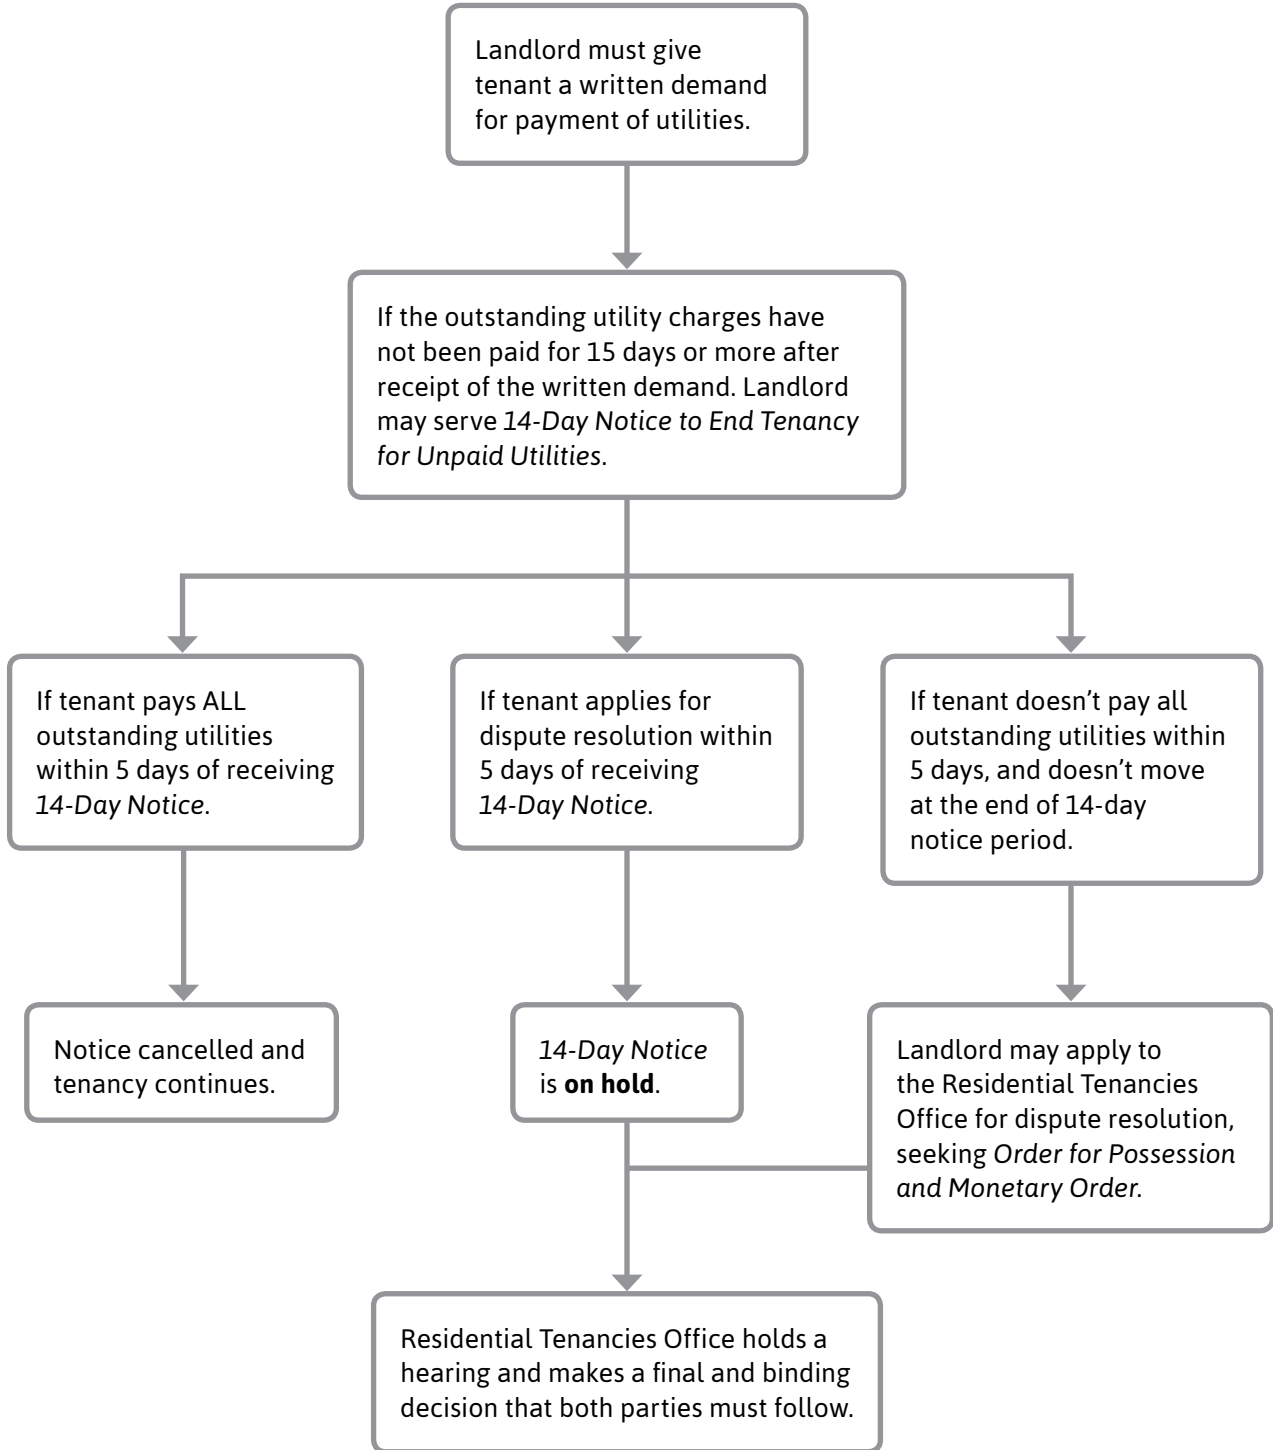 Landlord must give
tenant a written demand
for payment of utilities.
If the outstanding utility charges have
not been paid for 15 days or more after
receipt of the written demand. Landlord
may serve 14-Day Notice to End Tenancy
for Unpaid Utilities.
If tenant pays ALL
outstanding utilities
within 5 days of receiving
14-Day Notice.
If tenant applies for
dispute resolution within
5 days of receiving
14-Day Notice.
If tenant doesn’t pay all
outstanding utilities within
5 days, and doesn’t move
at the end of 14-day
notice period.
Notice cancelled and
tenancy continues.
14-Day Notice
is on hold.
Landlord may apply to
the Residential Tenancies
Office for dispute resolution,
seeking Order for Possession
and Monetary Order.
Residential Tenancies Office holds a
hearing and makes a final and binding
decision that both parties must follow.